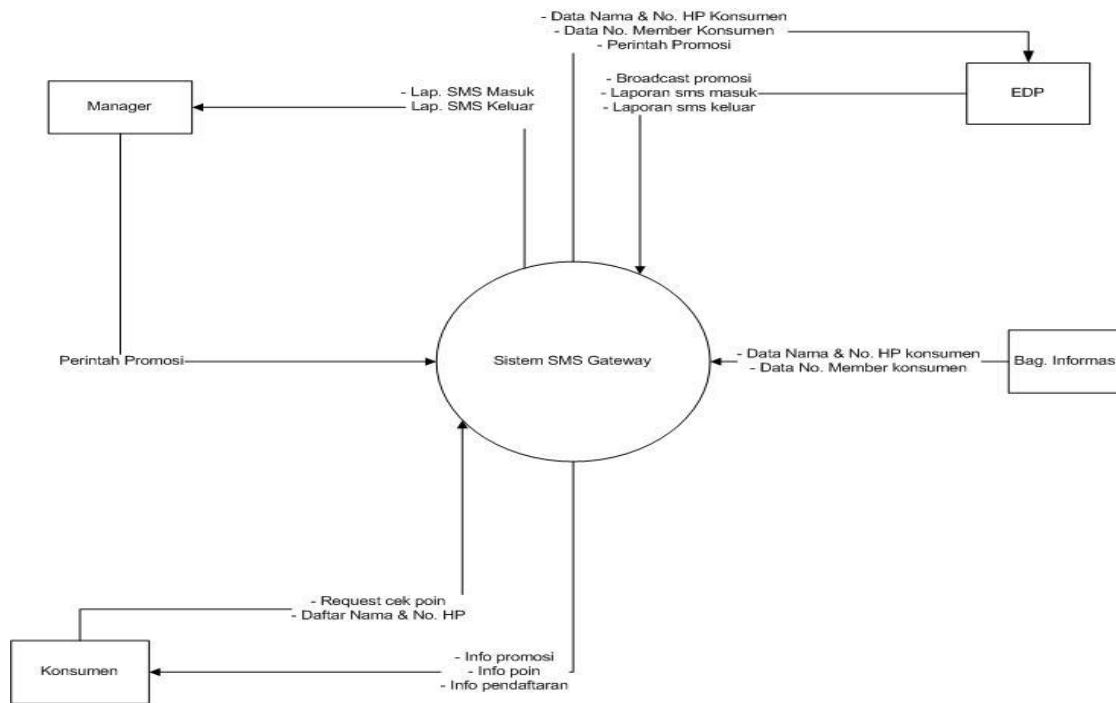 - Data Nama & No. HP Konsumen
- Data No. Member Konsumen
- Perintah Promosi
- Lap. SMS Masuk
Lap. SMS Keluar
Manager
- Broadcast promosi
- Laporan sms masuk
- Laporan sms keluar
EDP
Perintah Promosi
Sistem SMS Gateway
- Data Nama & No. HP konsumen
- Data No. Member konsumen
Bag. Informasi
- Request cek poin
- Daftar Nama & No. HP
Konsumen
- Info promosi
- Info poin
- Info pendaftaran